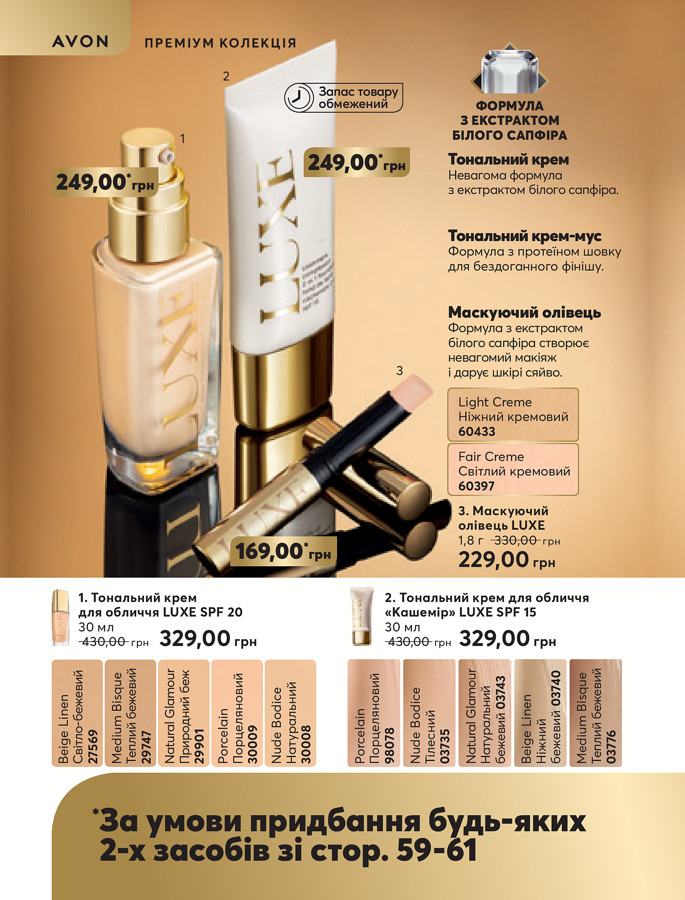 AVON
ПРЕМІУМ КОЛЕКЦІЯ
2
Запас товару
обмежений
1
249,00* грн
249,00* грн
LUXE
LUXE
ФОРМУЛА
З ЕКСТРАКТОМ
БІЛОГО САПФІРА
Тональний крем
Невагома формула
з екстрактом білого сапфіра.
Тональний крем-мус
Формула з протеїном шовку
для бездоганного фінішу.
Маскуючий олівець
Формула з екстрактом
білого сапфіра створює
невагомий макіяж
і дарує шкірі сяйво.
3
LUXE
169,00* грн
Light Creme
Ніжний кремовий
60433
Fair Creme
Світлий кремовий
60397
3. Маскуючий
олівець LUXE
1,8 г 330,00 грн
229,00 грн
1. Тональний крем
для обличчя LUXE SPF 20
30 мл
430,00 грн 329,00 грн
Beige Linen
Світло-бежевий
27569
Medium Bisque
Теплий бежевий
29747
Natural Glamour
Природний беж
29901
Porcelain
Порцеляновий
30009
Nude Bodice
Натуральний
30008
2. Тональний крем для обличчя
«Кашемір» LUXE SPF 15
30 мл
430,00 грн 329,00 грн
Porcelain
Порцеляновий
98078
Nude Bodice
Тілесний
03735
Natural Glamour
Натуральний
бежевий 03743
Beige Linen
Ніжний
бежевий 03740
Medium Bisque
Теплий бежевий
03776
*За умови придбання будь-яких
2-х засобів зі стор. 59-61